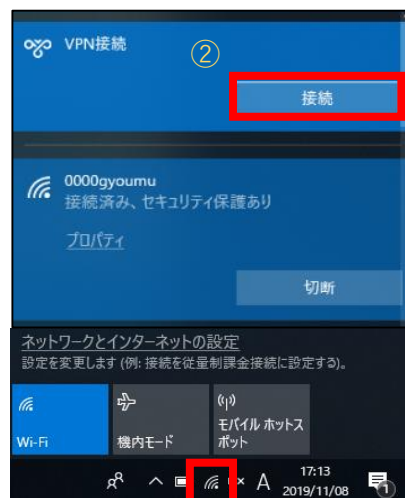 VPN接続
②
接続
0000gyoumu
接続済み、セキュリティ保護あり
プロパティ
切断
ネットワークとインターネットの設定
設定を変更します (例: 接続を従量制課金接続に設定する)。
Wi-Fi
機内モード
モバイル ホットス
ポット
A
17:13
2019/11/08
①